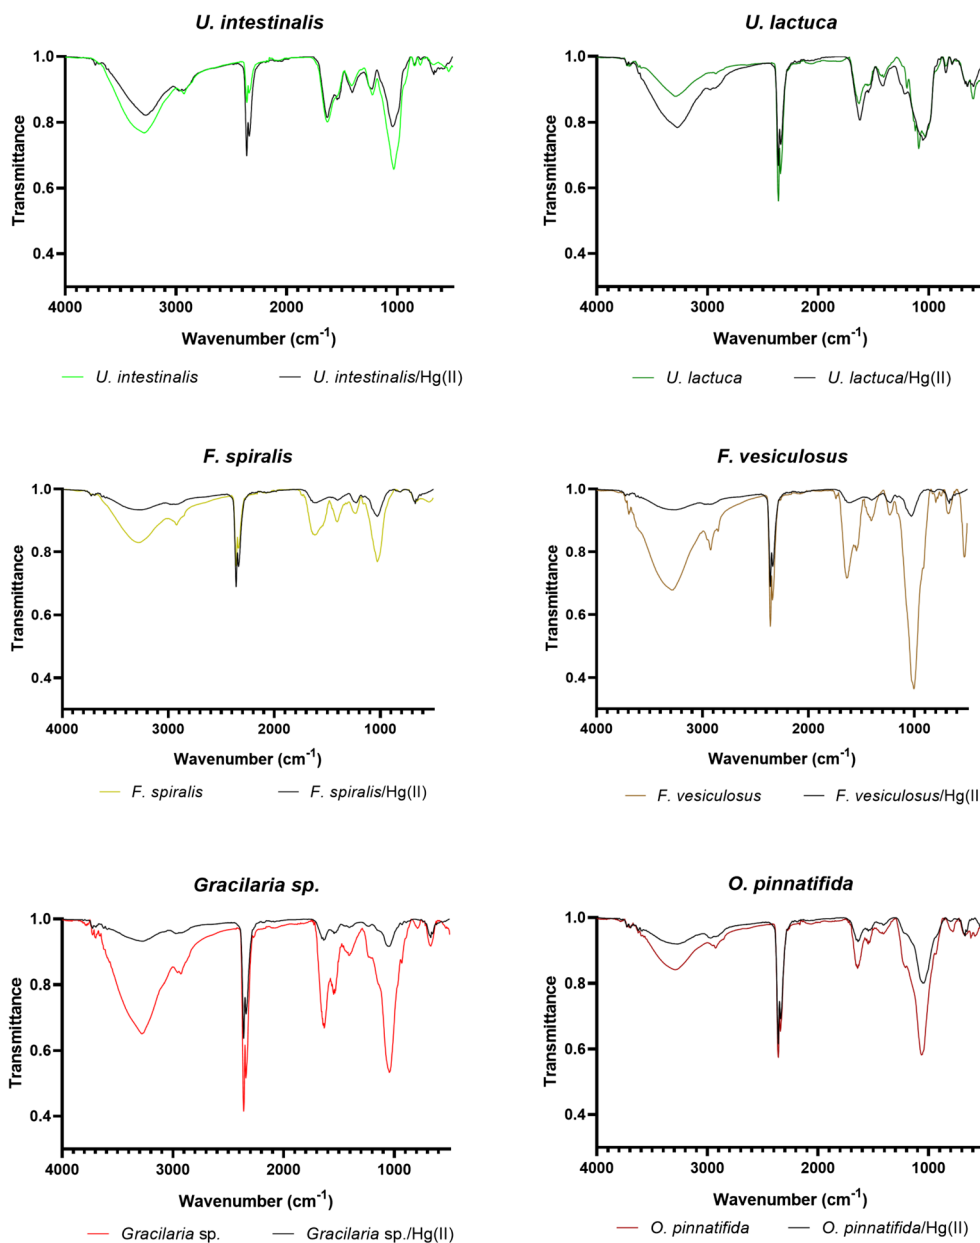 U. intestinalis
1.0
0.8
0.6
0.4
Transmittance
4000 3000 2000 1000
Wavenumber (cm-1)
U. intestinalis U. intestinalis/Hg(II)
U. lactuca
1.0
0.8
0.6
0.4
Transmittance
4000 3000 2000 1000
Wavenumber (cm-1)
U. lactuca U. lactuca/Hg(II)
F. spiralis
1.0
0.8
0.6
0.4
Transmittance
4000 3000 2000 1000
Wavenumber (cm-1)
F. spiralis F. spiralis/Hg(II)
F. vesiculosus
1.0
0.8
0.6
0.4
Transmittance
4000 3000 2000 1000
Wavenumber (cm-1)
F. vesiculosus F. vesiculosus/Hg(II
Gracilaria sp.
1.0
0.8
0.6
0.4
Transmittance
4000 3000 2000 1000
Wavenumber (cm-1)
Gracilaria sp. Gracilaria sp./Hg(II)
O. pinnatifida
1.0
0.8
0.6
0.4
Transmittance
4000 3000 2000 1000
Wavenumber (cm-1)
O. pinnatifida O. pinnatifida/Hg(II)